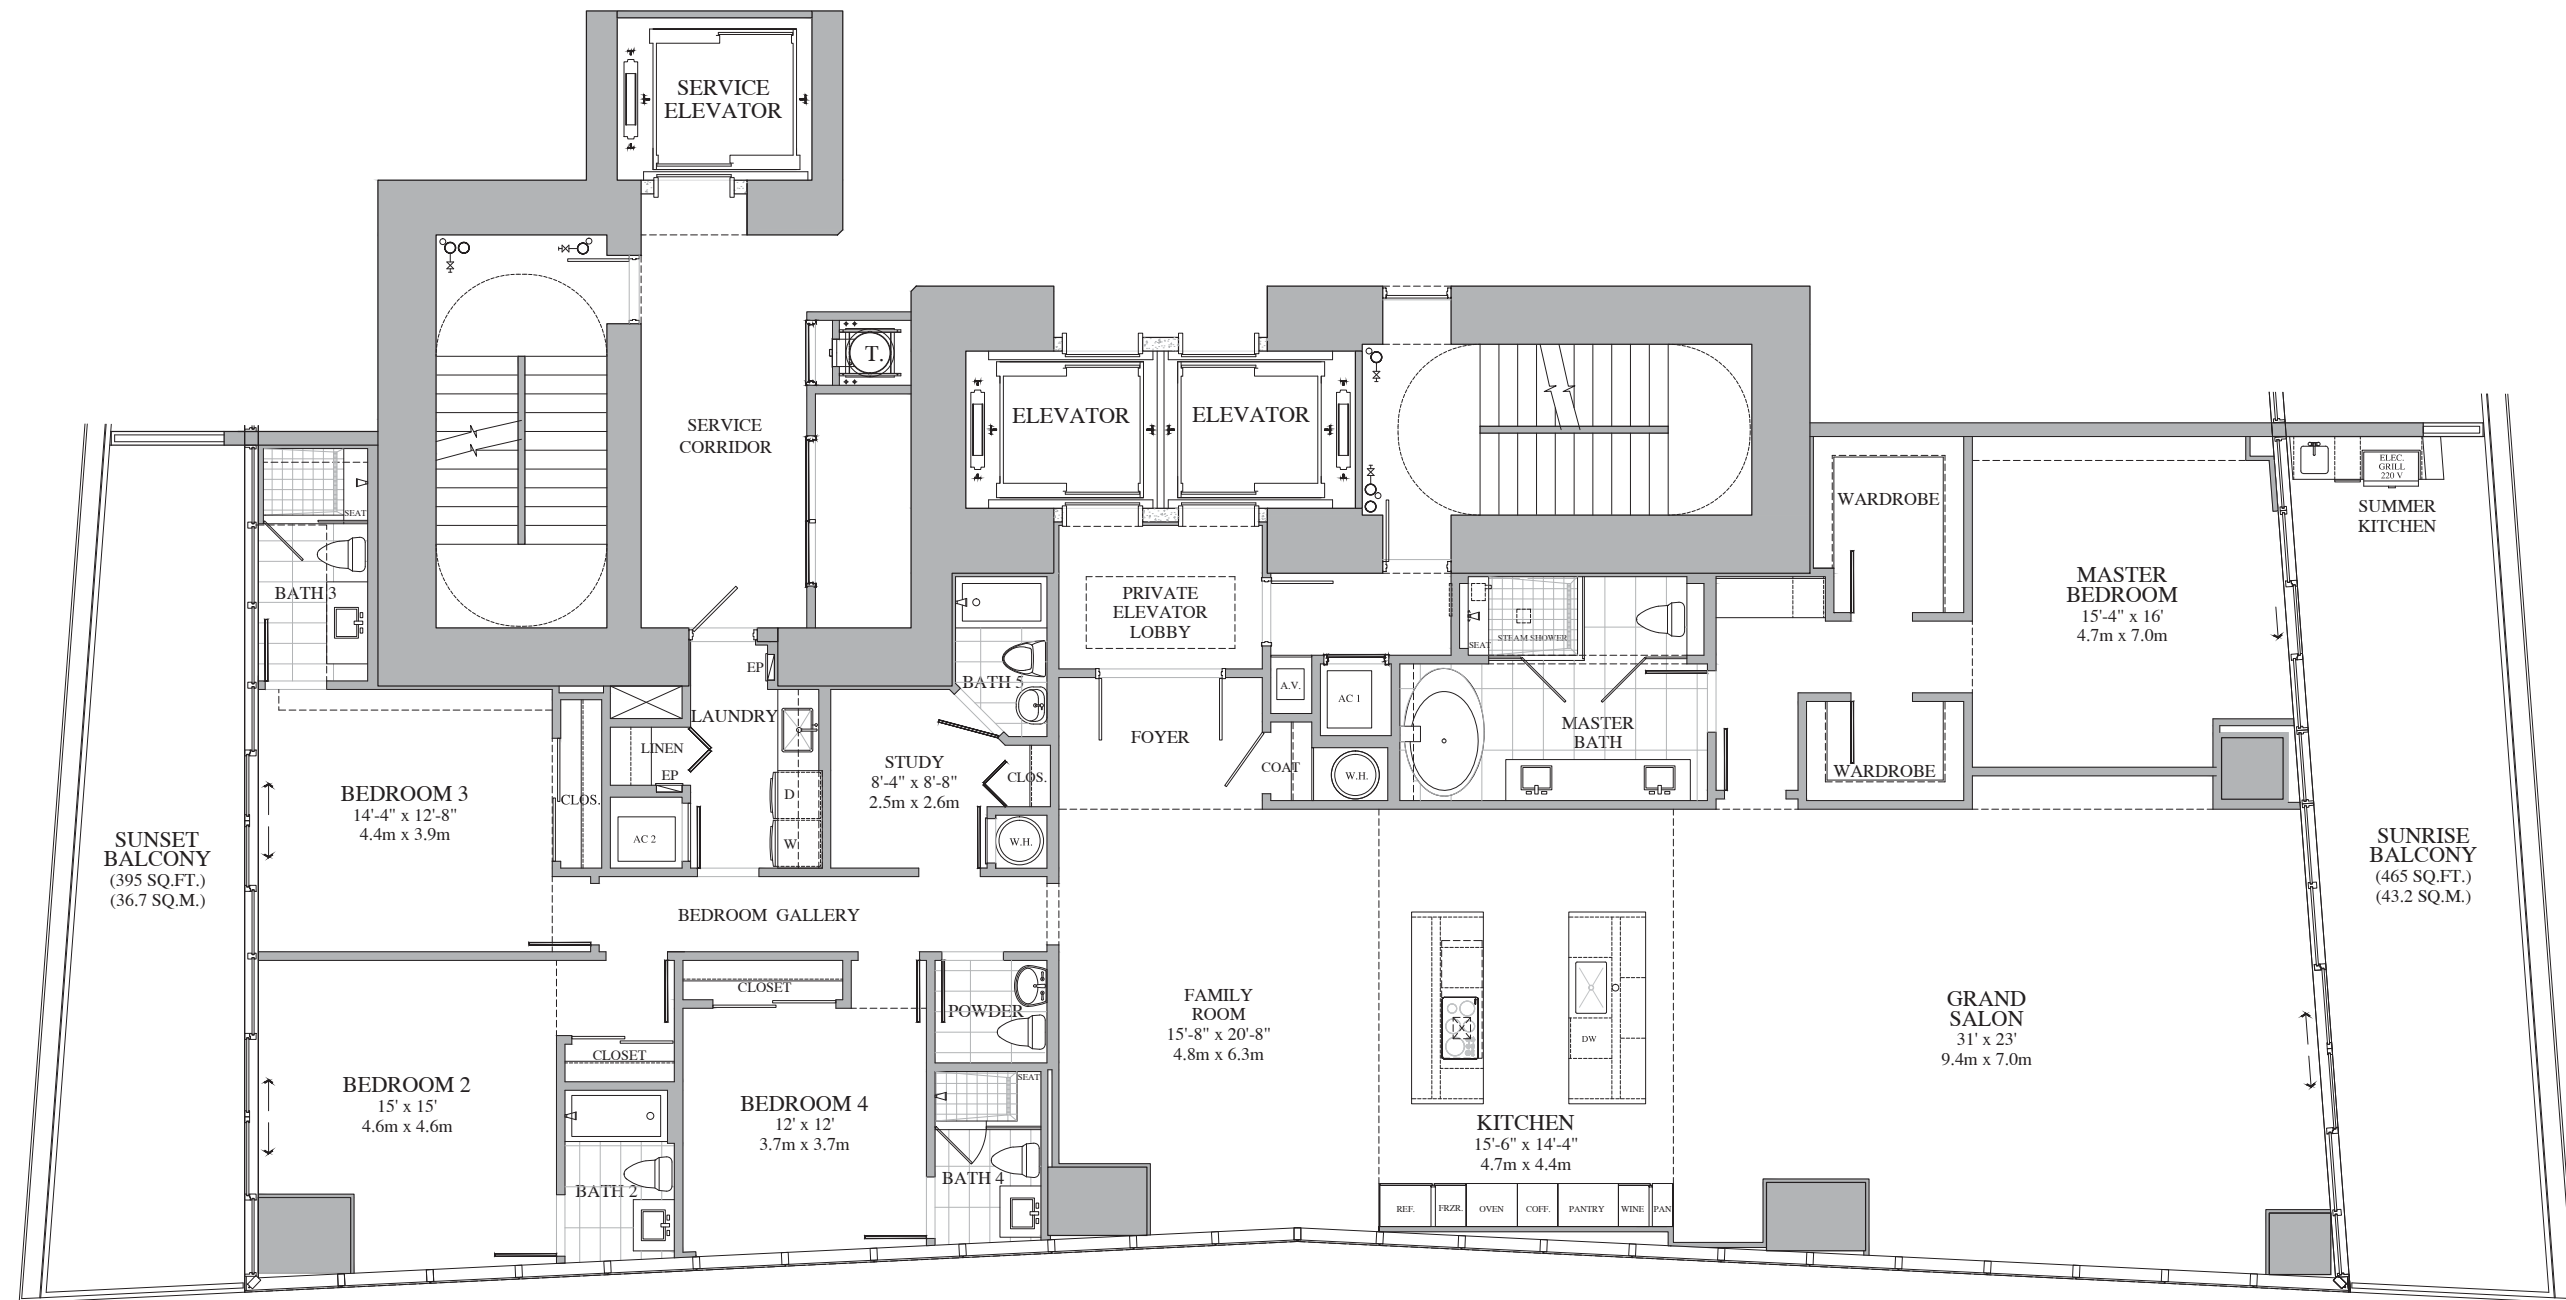 SERVICE
ELEVATOR
T.
SERVICE
CORRIDOR
ELEVATOR
ELEVATOR
ELEC.
GRILL
220 V
SUMMER
KITCHEN
WARDROBE
SEAT
BATH 3
PRIVATE
ELEVATOR
LOBBY
MASTER
BEDROOM
15'-4" x 16'
4.7m x 7.0m
SEAT
STEAM SHOWER
EP
BATH 5
A.V.
AC 1
LAUNDRY
FOYER
MASTER
BATH
LINEN
EP
STUDY
8'-4" x 8'-8"
2.5m x 2.6m
CLOS.
COAT
W.H.
WARDROBE
BEDROOM 3
14'-4" x 12'-8"
4.4m x 3.9m
CLOS.
D
W
AC 2
W.H.
SUNSET
BALCONY
(395 SQ.FT.)
(36.7 SQ.M.)
SUNRISE
BALCONY
(465 SQ.FT.)
(43.2 SQ.M.)
BEDROOM GALLERY
CLOSET
POWDER
FAMILY
ROOM
15'-8" x 20'-8"
4.8m x 6.3m
DW
GRAND
SALON
31' x 23'
9.4m x 7.0m
CLOSET
BEDROOM 2
15' x 15'
4.6m x 4.6m
BEDROOM 4
12' x 12'
3.7m x 3.7m
SEAT
KITCHEN
15'-6" x 14'-4"
4.7m x 4.4m
BATH 2
BATH 4
REF.
FRZR.
OVEN
COFF.
PANTRY
WINE
PAN